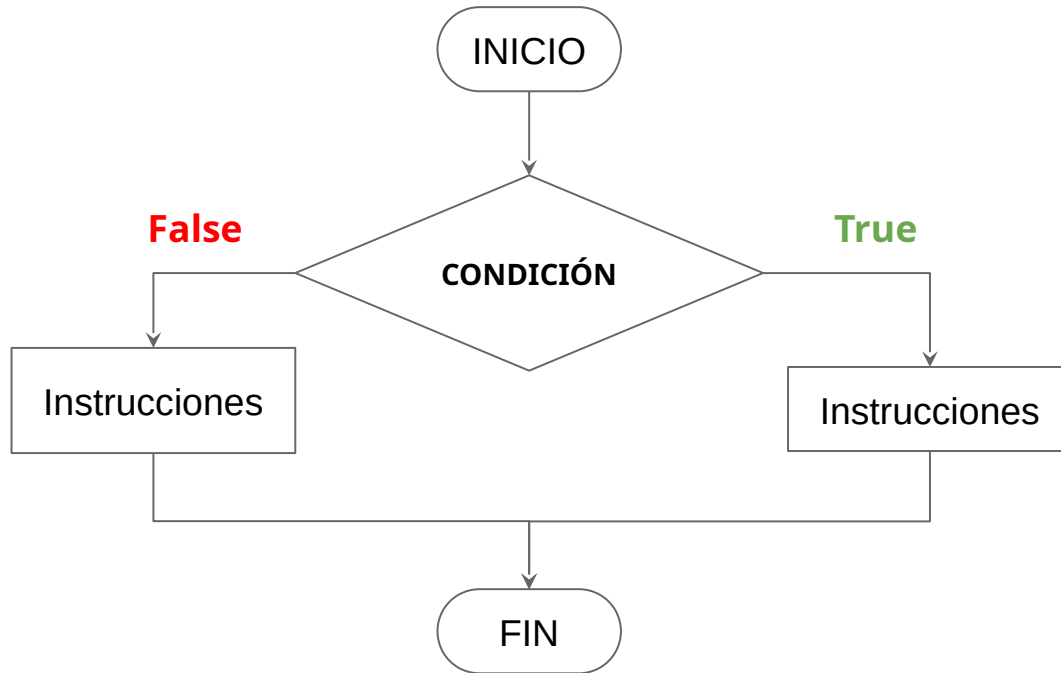 INICIO
False
True
CONDICIÓN
Instrucciones
Instrucciones
FIN